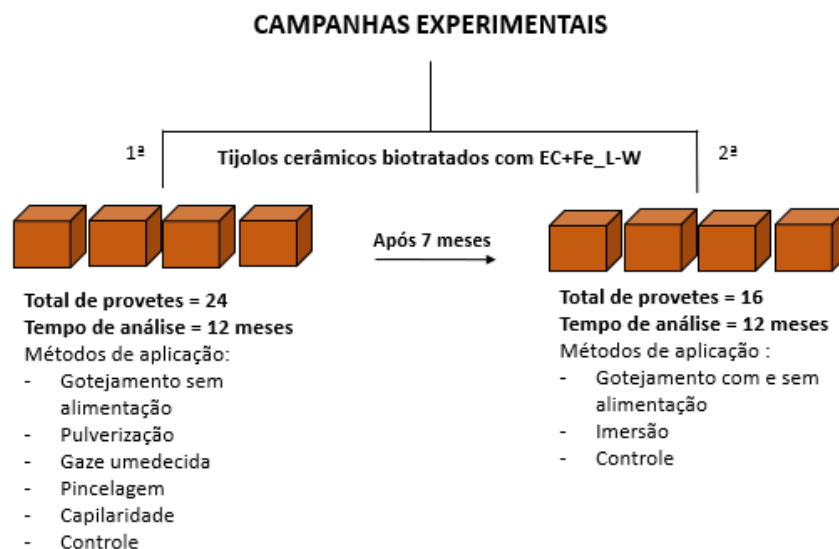 CAMPANHAS EXPERIMENTAIS
1ª
Tijolos cerâmicos biotratados com EC+Fe_L-W
2ª
Após 7 meses
Total de provetes = 24
Tempo de análise = 12 meses
Métodos de aplicação:
- Gotejamento sem
alimentação
- Pulverização
- Gaze umedecida
- Pincelagem
- Capilaridade
- Controle
Total de provetes = 16
Tempo de análise = 12 meses
Métodos de aplicação :
- Gotejamento com e sem
alimentação
- Imersão
- Controle